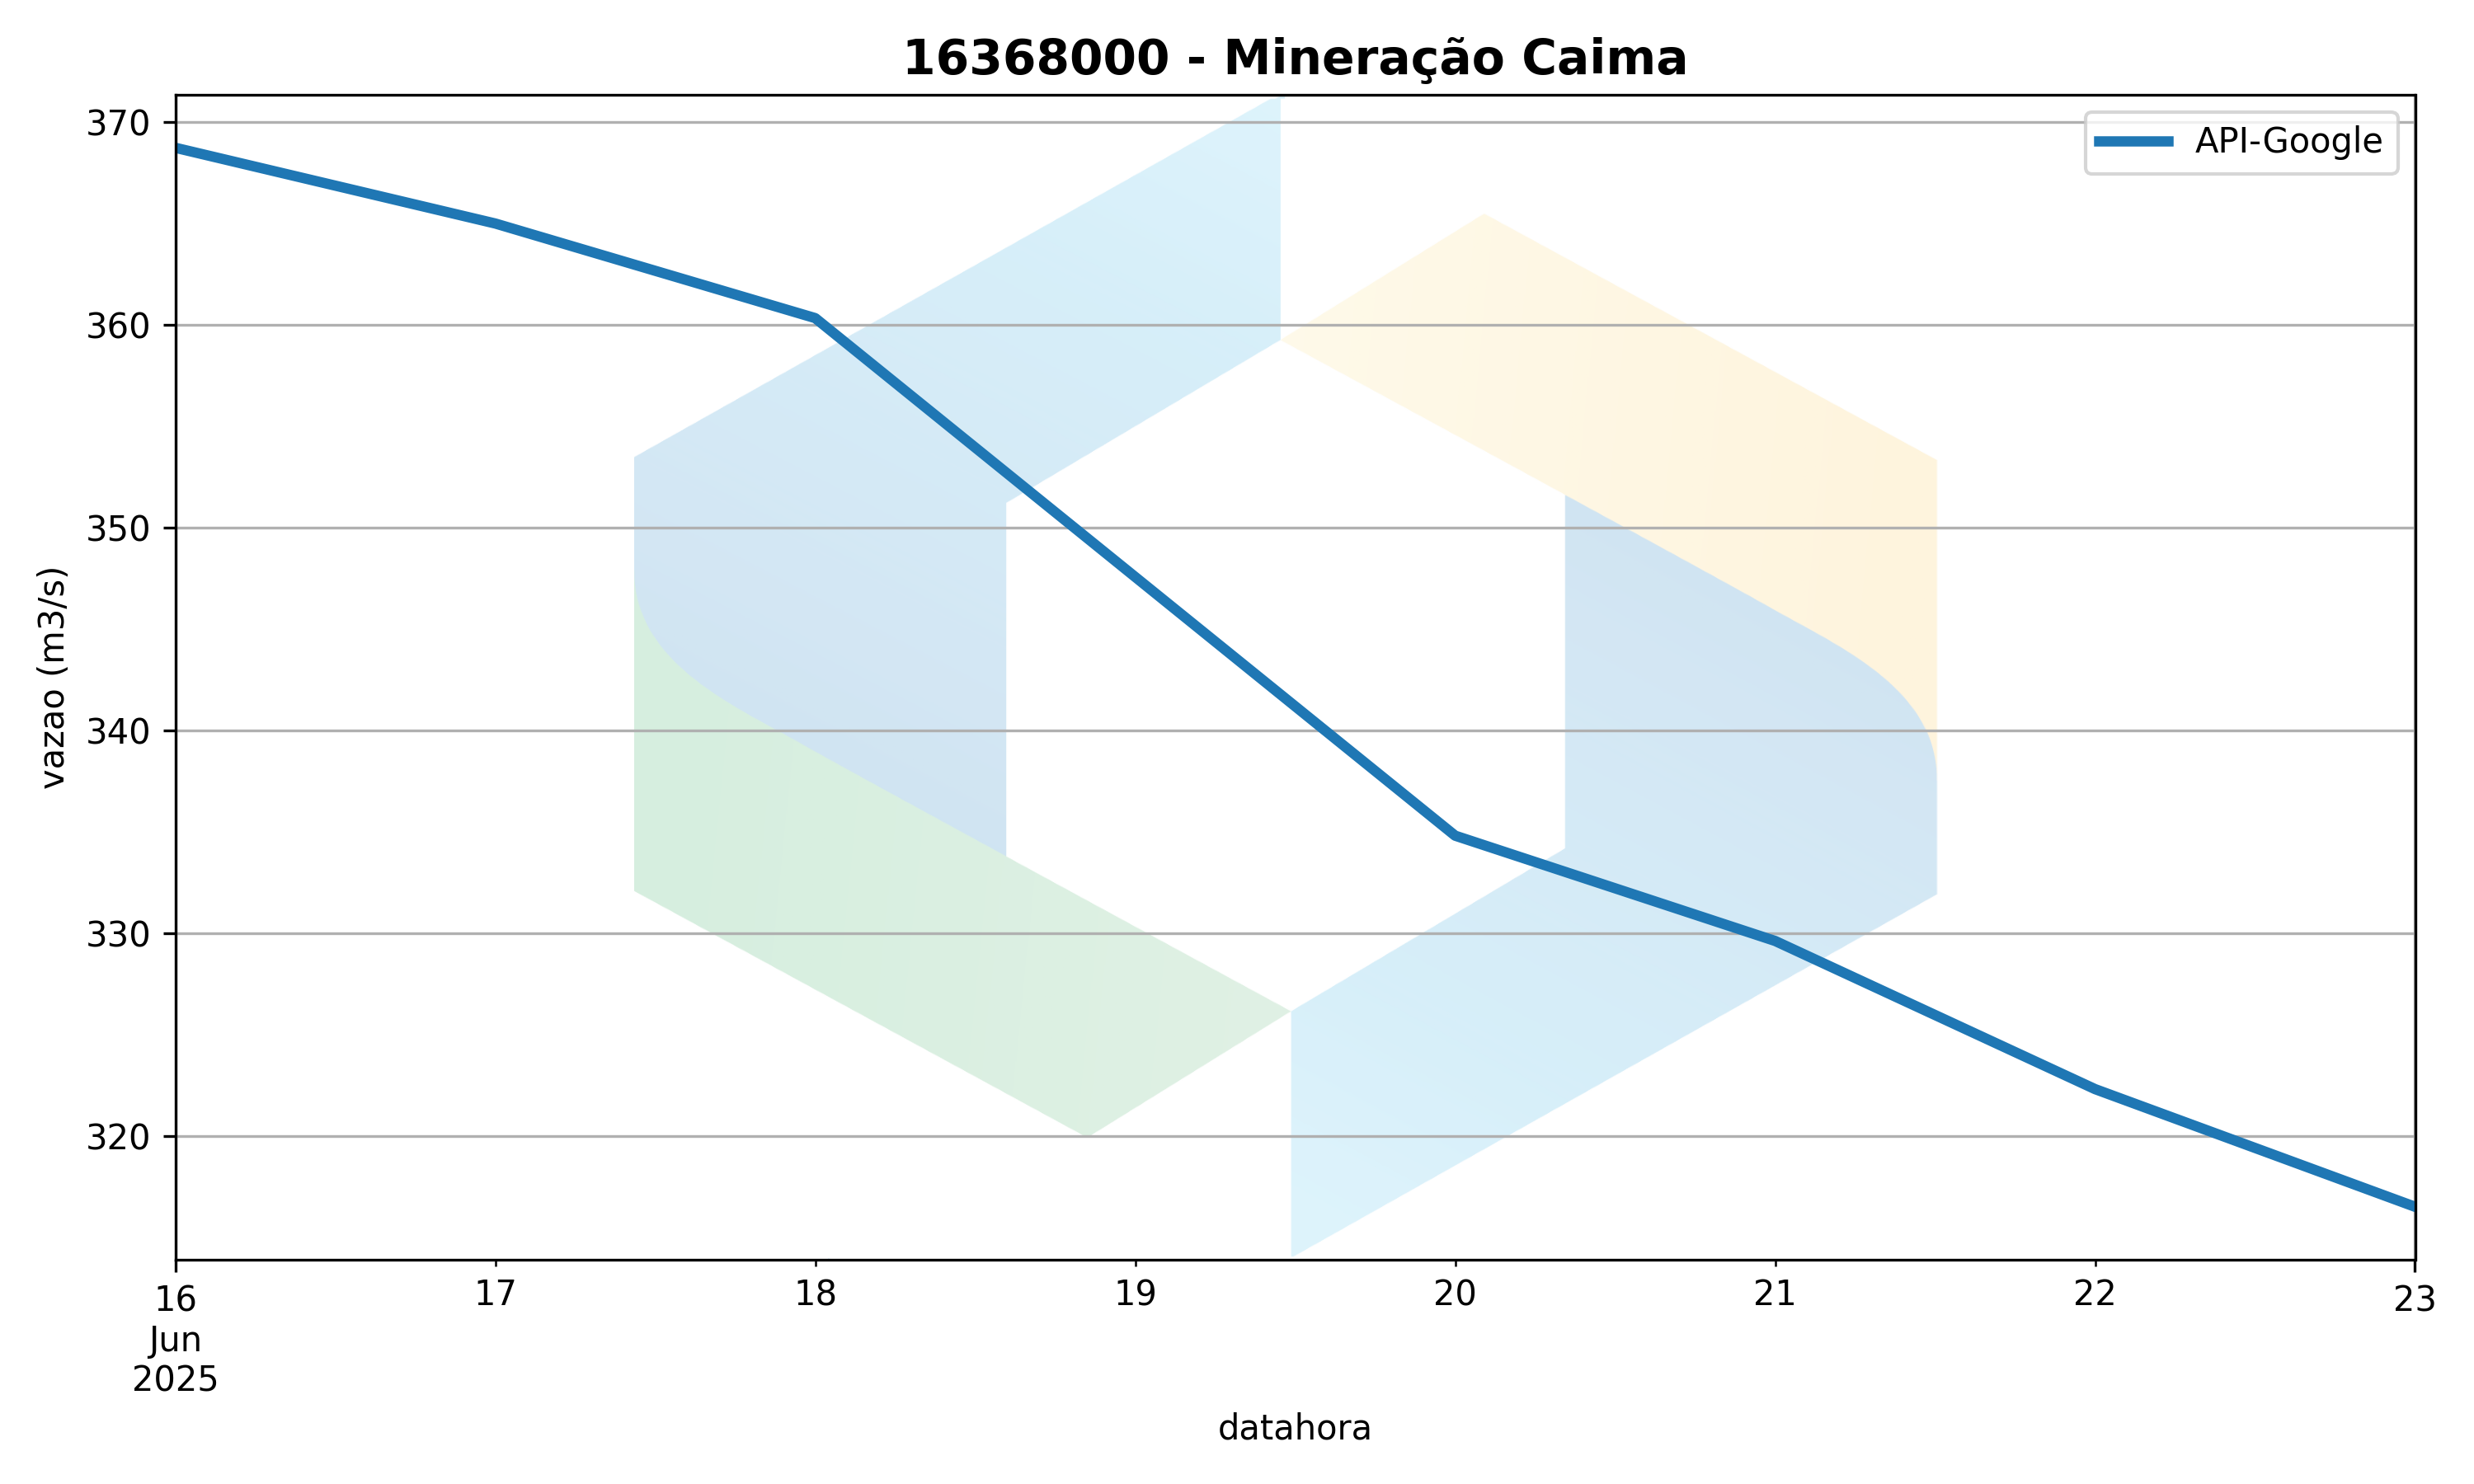 16368000 - Mineração Caima
API-Google
370
360
350
340
330
320
vazao (m3/s)
16 17 18 19 20 21 22 23
Jun
2025
datahora